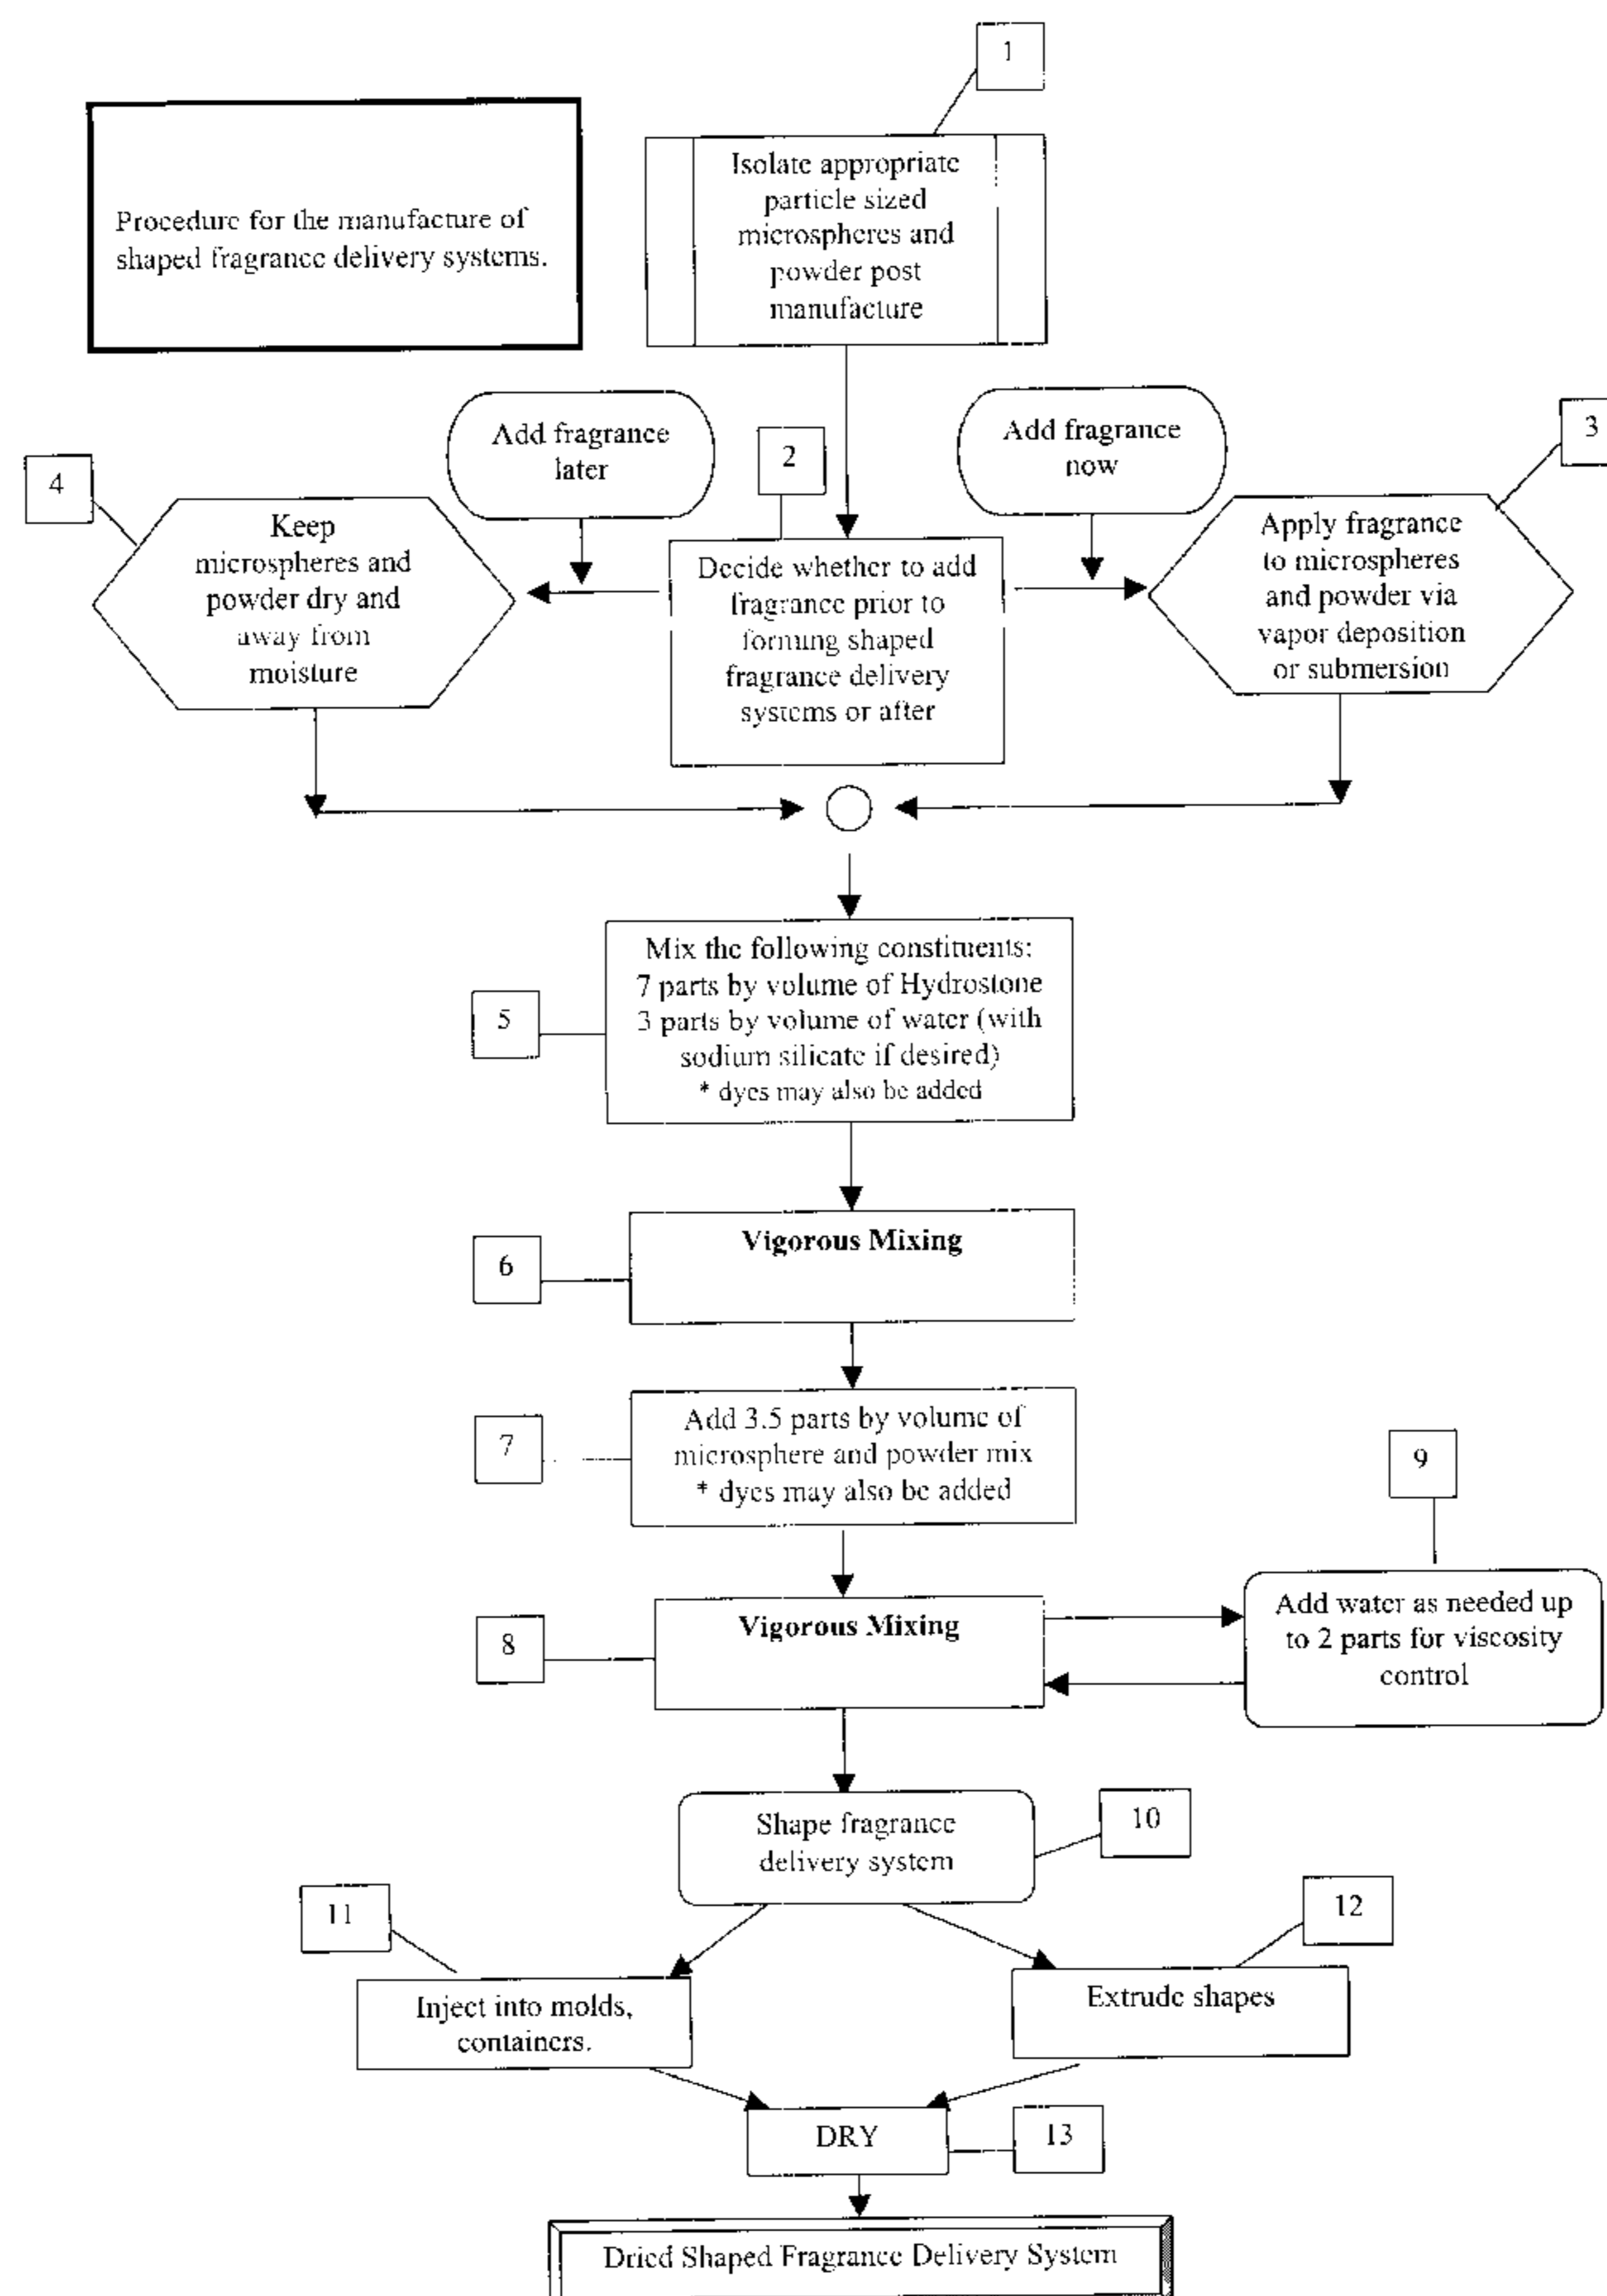 1
Procedure for the manufacture of
shaped fragrance delivery systems.
Isolate appropriate
particle sized
microspheres and
powder post
manufacture
Add fragrance
later
2
Add fragrance
now
3
4
Keep
microspheres and
powder dry and
away from
moisture
Decide whether to add
fragrance prior to
forming shaped
fragrance delivery
systems or after
Apply fragrance
to microspheres
and powder via
vapor deposition
or submersion
5
Mix the following constituents:
7 parts by volume of Hydrostone
3 parts by volume of water (with
sodium silicate if desired)
* dyes may also be added
6
Vigorous Mixing
7
Add 3.5 parts by volume of
microsphere and powder mix
* dyes may also be added
8
Vigorous Mixing
9
Add water as needed up
to 2 parts for viscosity
control
Shape fragrance
delivery system
10
11
Inject into molds,
containers.
12
Extrude shapes
DRY
13
Dried Shaped Fragrance Delivery System